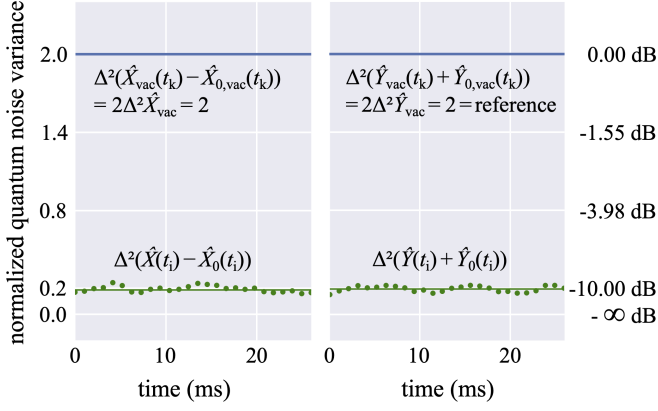 normalized quantum noise variance
2.0
1.4
0.8
0.2
0.0
Δ²(X̂vac(tk)−X̂0,vac(tk))
= 2Δ²X̂vac = 2
Δ²(X̂(ti)−X̂0(ti))
0
10
20
time (ms)
Δ²(Ŷvac(tk)+Ŷ0,vac(tk))
= 2Δ²Ŷvac = 2 = reference
Δ²(Ŷ(ti)+Ŷ0(ti))
0
10
20
time (ms)
0.00 dB
-1.55 dB
-3.98 dB
-10.00 dB
- ∞ dB